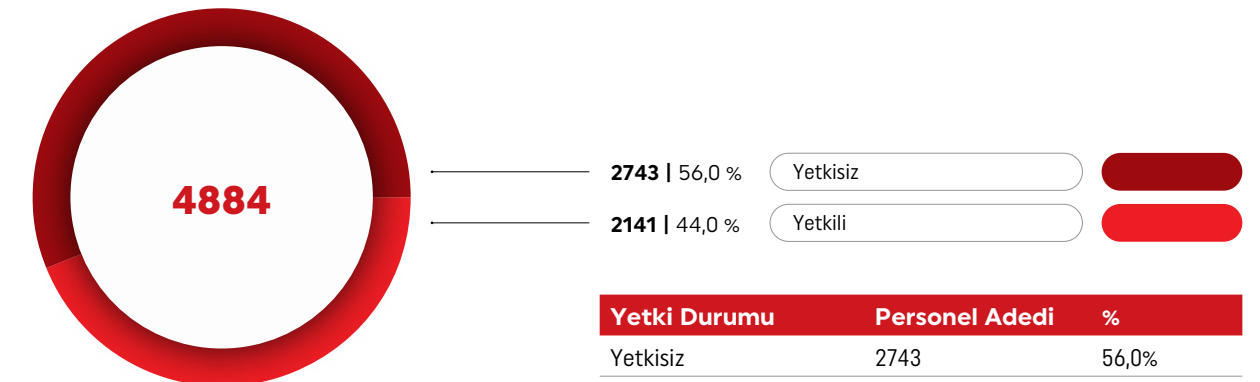 4884
2743 | 56,0 % Yetkisiz
2141 | 44,0 % Yetkili
Yetki Durumu Personel Adedi %
Yetkisiz 2743 56,0%